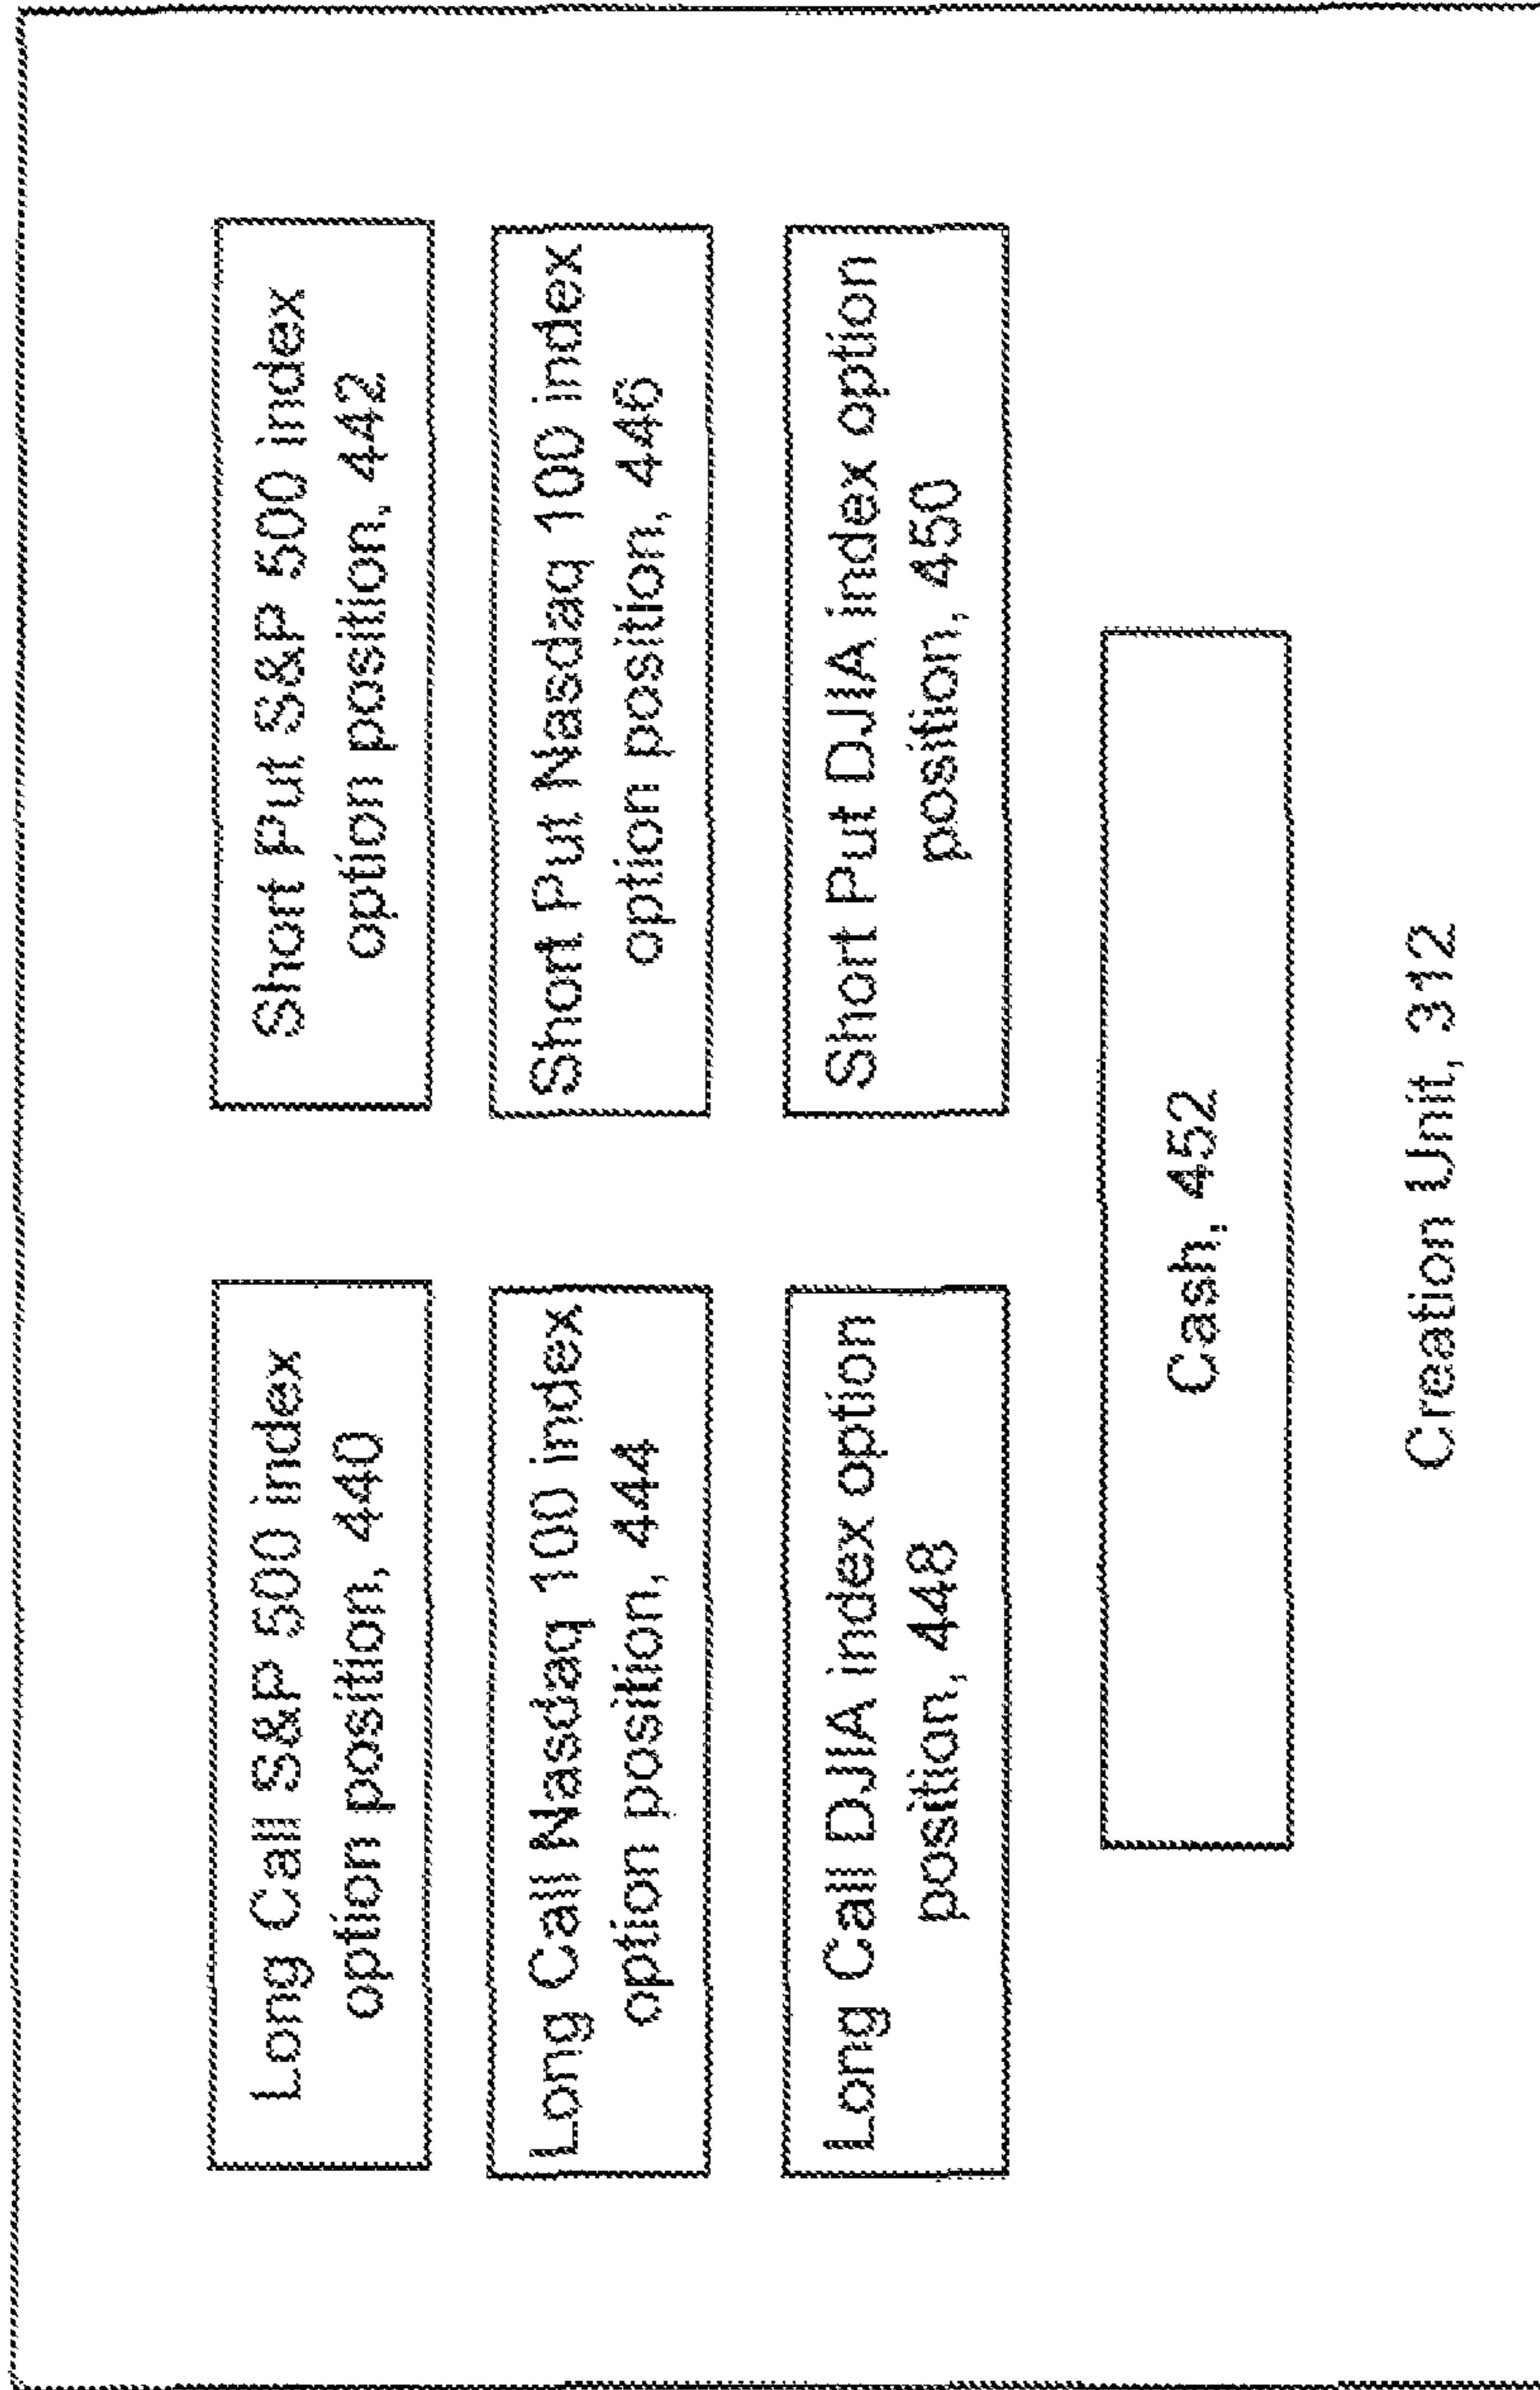 Long Call S&P 500 index
option position, 440
Short Put S&P 500 index
option position, 442
Long Call Nasdaq 100 index
option position, 444
Short Put Nasdaq 100 index
option position, 446
Long Call DJIA index option
position, 448
Short Put DJIA index option
position, 450
Cash, 452
Creation Unit, 312